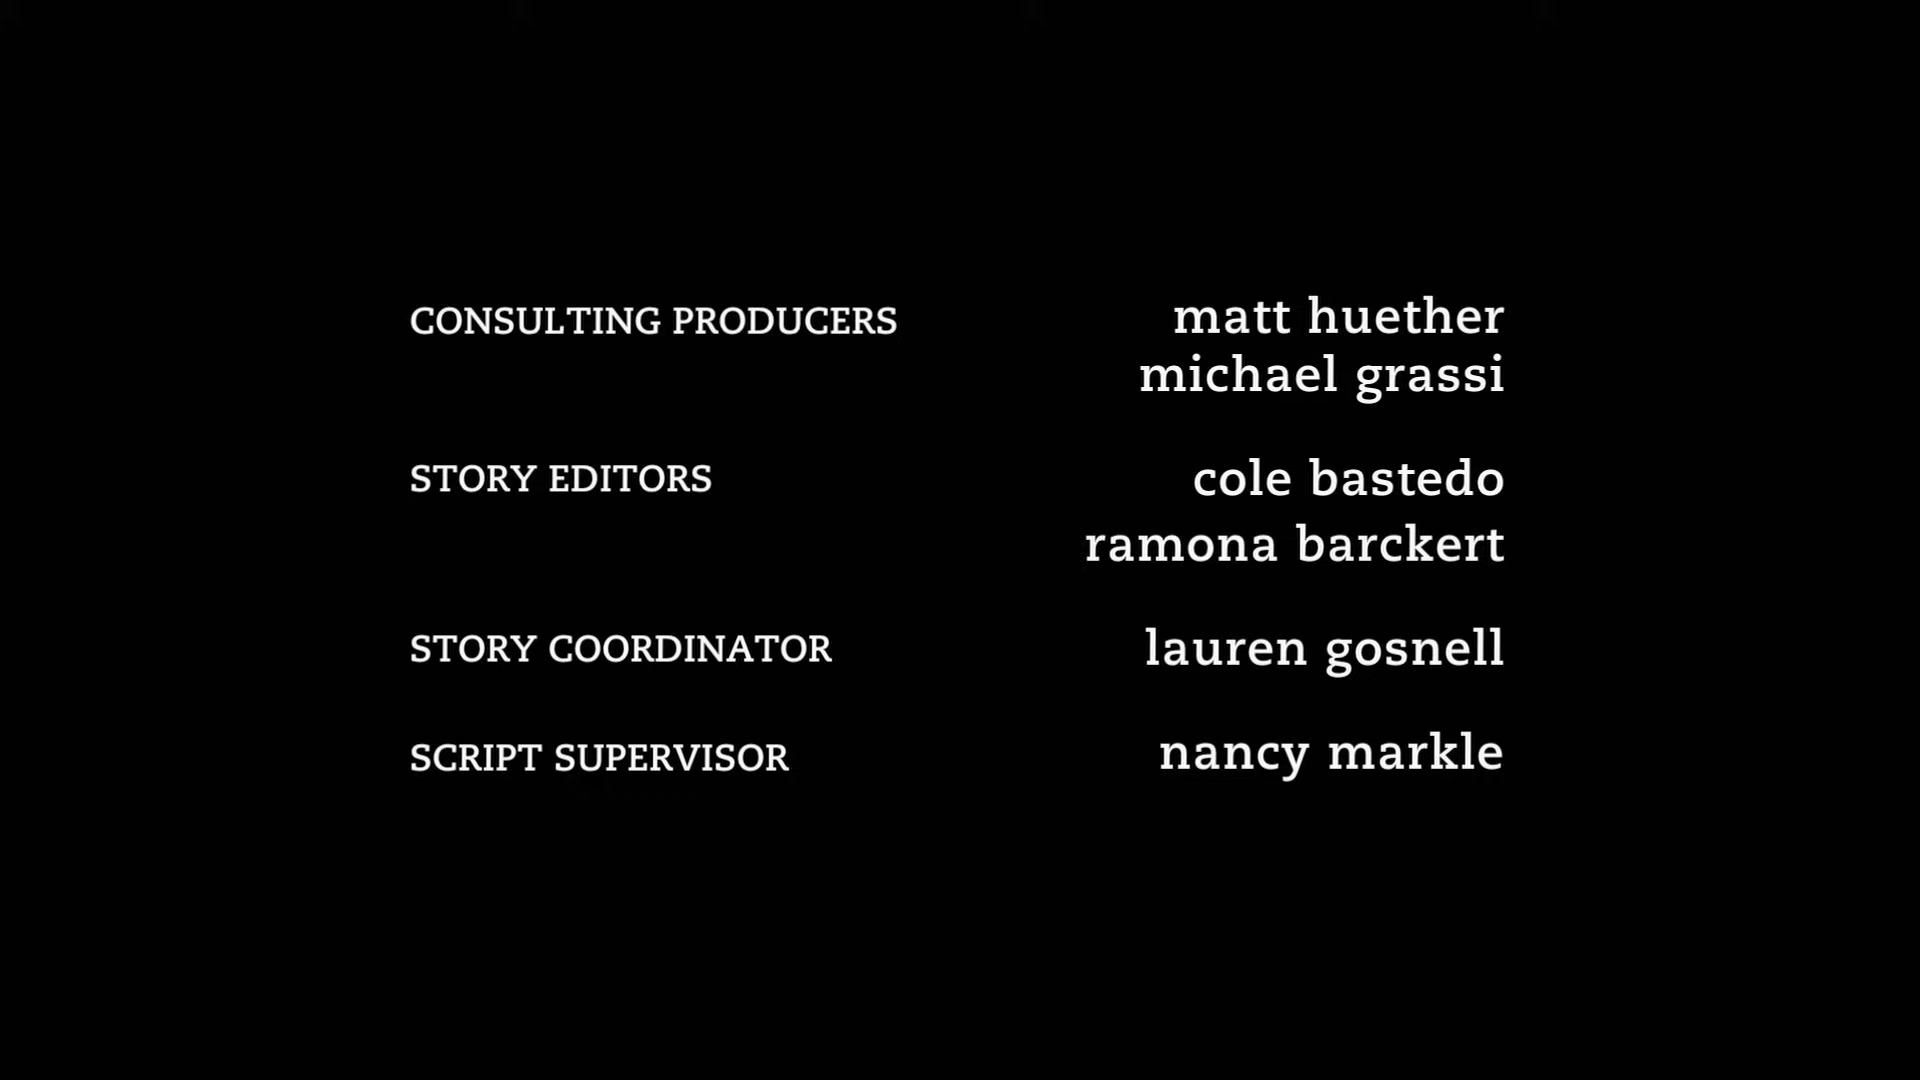 CONSULTING PRODUCERS matt huether
michael grassi
STORY EDITORS cole bastedo
ramona barckert
STORY COORDINATOR lauren gosnell
SCRIPT SUPERVISOR nancy markle